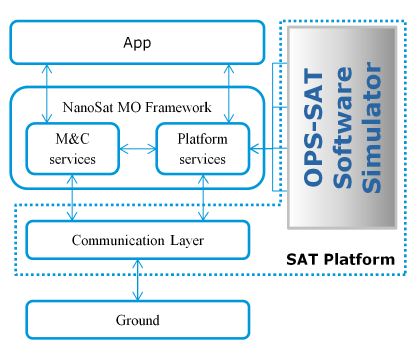 App
NanoSat MO Framework
M&C
services
Platform
services
OPS-SAT
Software
Simulator
Communication Layer
SAT Platform
Ground